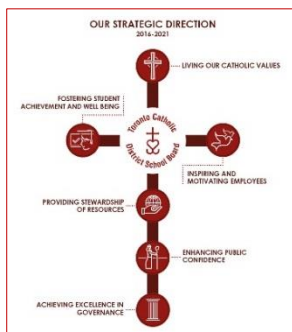 OUR STRATEGIC DIRECTION
2016-2021
LIVING OUR CATHOLIC VALUES
FOSTERING STUDENT
ACHIEVEMENT AND WELL BEING
Toronto Catholic
District School Board
INSPIRING AND
MOTIVATING EMPLOYEES
PROVIDING STEWARDSHIP
OF RESOURCES
ENHANCING PUBLIC
CONFIDENCE
ACHIEVING EXCELLENCE IN
GOVERNANCE